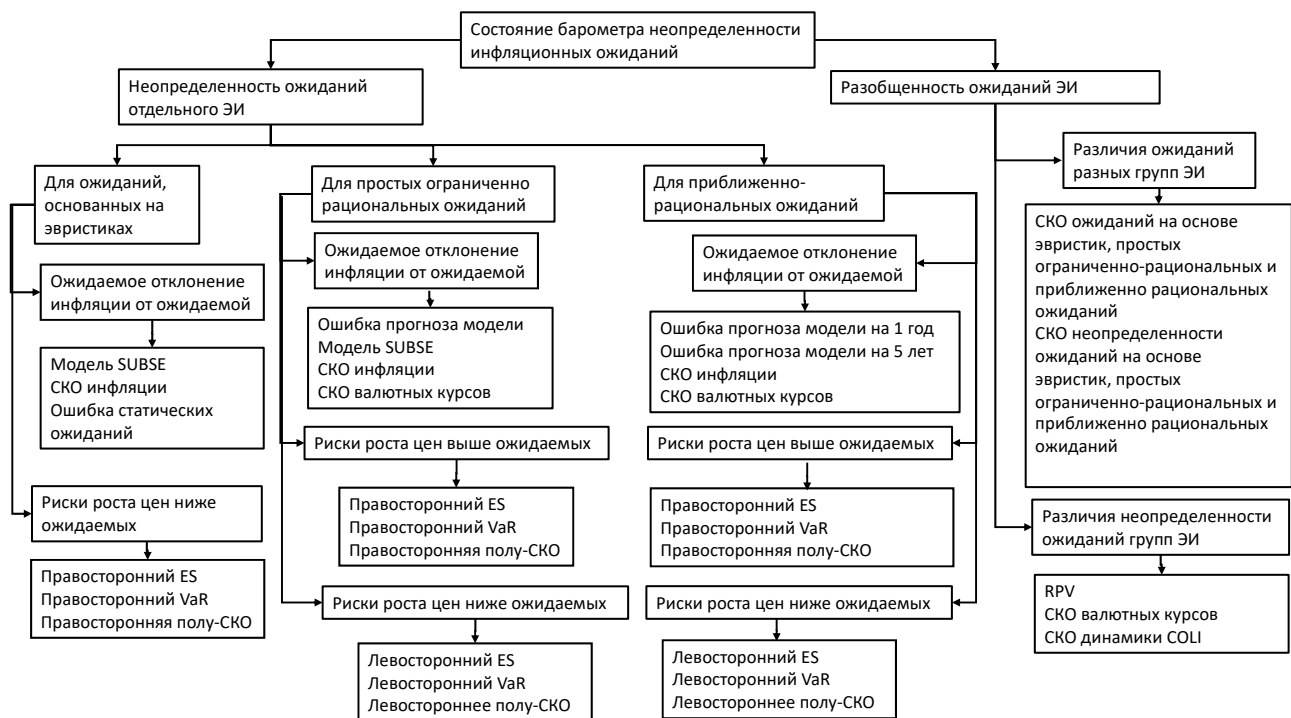 Состояние барометра неопределенности
инфляционных ожиданий
Неопределенность ожиданий
отдельного ЭИ
Разобщенность ожиданий ЭИ
Для ожиданий,
основанных на
эвристиках
Ожидаемое отклонение
инфляции от ожидаемой
Модель SUBSE
СКО инфляции
Ошибка статических
ожиданий
Риски роста цен ниже
ожидаемых
Правосторонний ES
Правосторонний VaR
Правосторонняя полу-СКО
Для простых ограниченно
рациональных ожиданий
Ожидаемое отклонение
инфляции от ожидаемой
Ошибка прогноза модели
Модель SUBSE
СКО инфляции
СКО валютных курсов
Риски роста цен выше ожидаемых
Правосторонний ES
Правосторонний VaR
Правосторонняя полу-СКО
Риски роста цен ниже ожидаемых
Левосторонний ES
Левосторонний VaR
Левостороннее полу-СКО
Для приближенно-
рациональных ожиданий
Ожидаемое отклонение
инфляции от ожидаемой
Ошибка прогноза модели на 1 год
Ошибка прогноза модели на 5 лет
СКО инфляции
СКО валютных курсов
Риски роста цен выше ожидаемых
Правосторонний ES
Правосторонний VaR
Правосторонняя полу-СКО
Риски роста цен ниже ожидаемых
Левосторонний ES
Левосторонний VaR
Левостороннее полу-СКО
Различия ожиданий
разных групп ЭИ
СКО ожиданий на основе
эвристик, простых
ограниченно-рациональных и
приближенно рациональных
ожиданий
СКО неопределенности
ожиданий на основе
эвристик, простых
ограниченно-рациональных и
приближенно рациональных
ожиданий
Различия неопределенности
ожиданий групп ЭИ
RPV
СКО валютных курсов
СКО динамики COLI